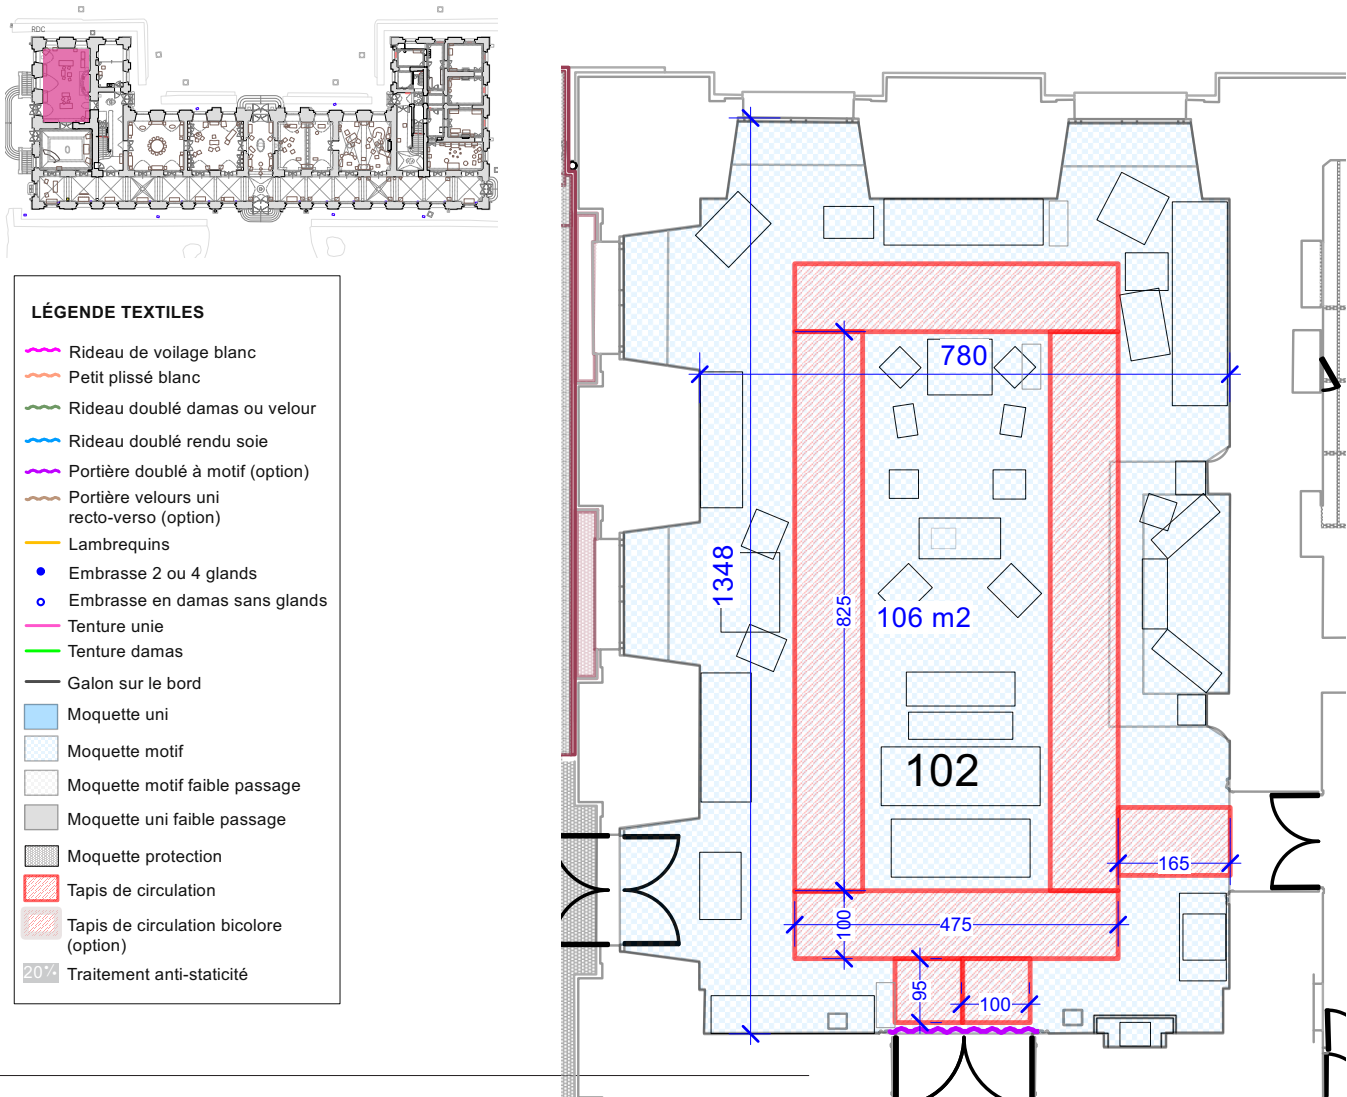 RDC
LÉGENDE TEXTILES
Rideau de voilage blanc
Petit plissé blanc
Rideau doublé damas ou velour
Rideau doublé rendu soie
Portière doublé à motif (option)
Portière velours uni
recto-verso (option)
Lambrequins
Embrasse 2 ou 4 glands
Embrasse en damas sans glands
Tenture unie
Tenture damas
Galon sur le bord
Moquette uni
Moquette motif
Moquette motif faible passage
Moquette uni faible passage
Moquette protection
Tapis de circulation
Tapis de circulation bicolore
(option)
20% Traitement anti-staticité
780
1348
825
106 m2
102
165
100
475
95
100